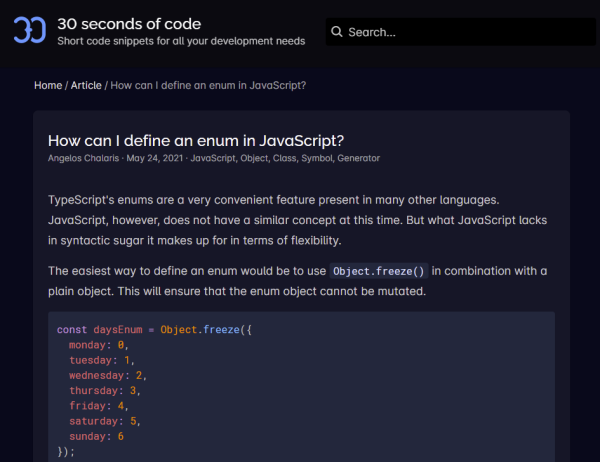 30 seconds of code
Short code snippets for all your development needs
Search...
Home / Article / How can I define an enum in JavaScript?
How can I define an enum in JavaScript?
Angelos Chalaris · May 24, 2021 · JavaScript, Object, Class, Symbol, Generator
TypeScript's enums are a very convenient feature present in many other languages.
JavaScript, however, does not have a similar concept at this time. But what JavaScript lacks
in syntactic sugar it makes up for in terms of flexibility.
The easiest way to define an enum would be to use Object.freeze() in combination with a
plain object. This will ensure that the enum object cannot be mutated.
const daysEnum = Object.freeze({
  monday: 0,
  tuesday: 1,
  wednesday: 2,
  thursday: 3,
  friday: 4,
  saturday: 5,
  sunday: 6
});